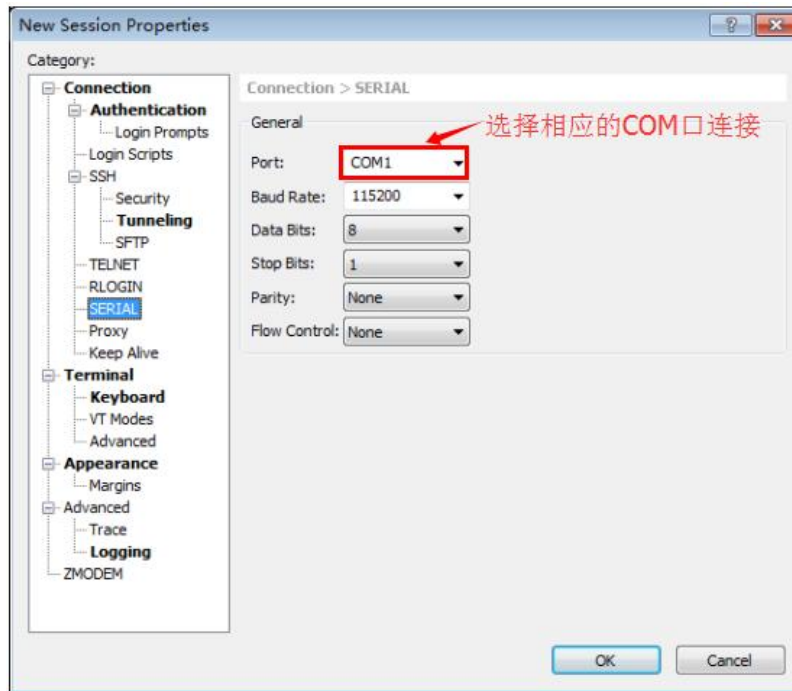 New Session Properties
Category:
Connection
Authentication
Login Prompts
Login Scripts
SSH
Security
Tunneling
SFTP
TELNET
RLOGIN
SERIAL
Proxy
Keep Alive
Terminal
Keyboard
VT Modes
Advanced
Appearance
Margins
Advanced
Trace
Logging
ZMODEM
Connection > SERIAL
General
选择相应的COM口连接
Port: COM1
Baud Rate: 115200
Data Bits: 8
Stop Bits: 1
Parity: None
Flow Control: None
OK Cancel